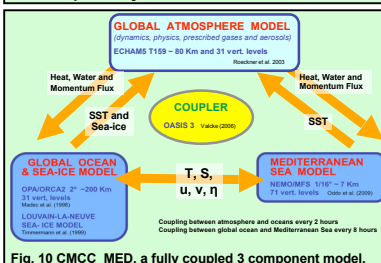 GLOBAL ATMOSPHERE MODEL
(dynamics, physics, prescribed gases and aerosols)
ECHAM5 T159 ~ 80 Km and 31 vert. levels
Roeckner et al. 2003
Heat, Water and
Momentum Flux
Heat, Water and
Momentum Flux
SST and
Sea-ice
COUPLER
OASIS 3 Valcke (2006)
SST
GLOBAL OCEAN
& SEA-ICE MODEL
OPA/ORCA2 2° ~200 Km
31 vert, levels
Madec et al. (1998)
LOUVAIN-LA-NEUVE
SEA- ICE MODEL
Timmermann et al. (1999)
T, S,
u, v, η
MEDITERRANEAN
SEA MODEL
NEMO/MFS 1/16° ~ 7 Km
71 vert. levels Oddo et al. (2009)
Coupling between atmosphere and oceans every 2 hours
Coupling between global ocean and Mediterranean Sea every 8 hours
Fig. 10 CMCC_MED, a fully coupled 3 component model.